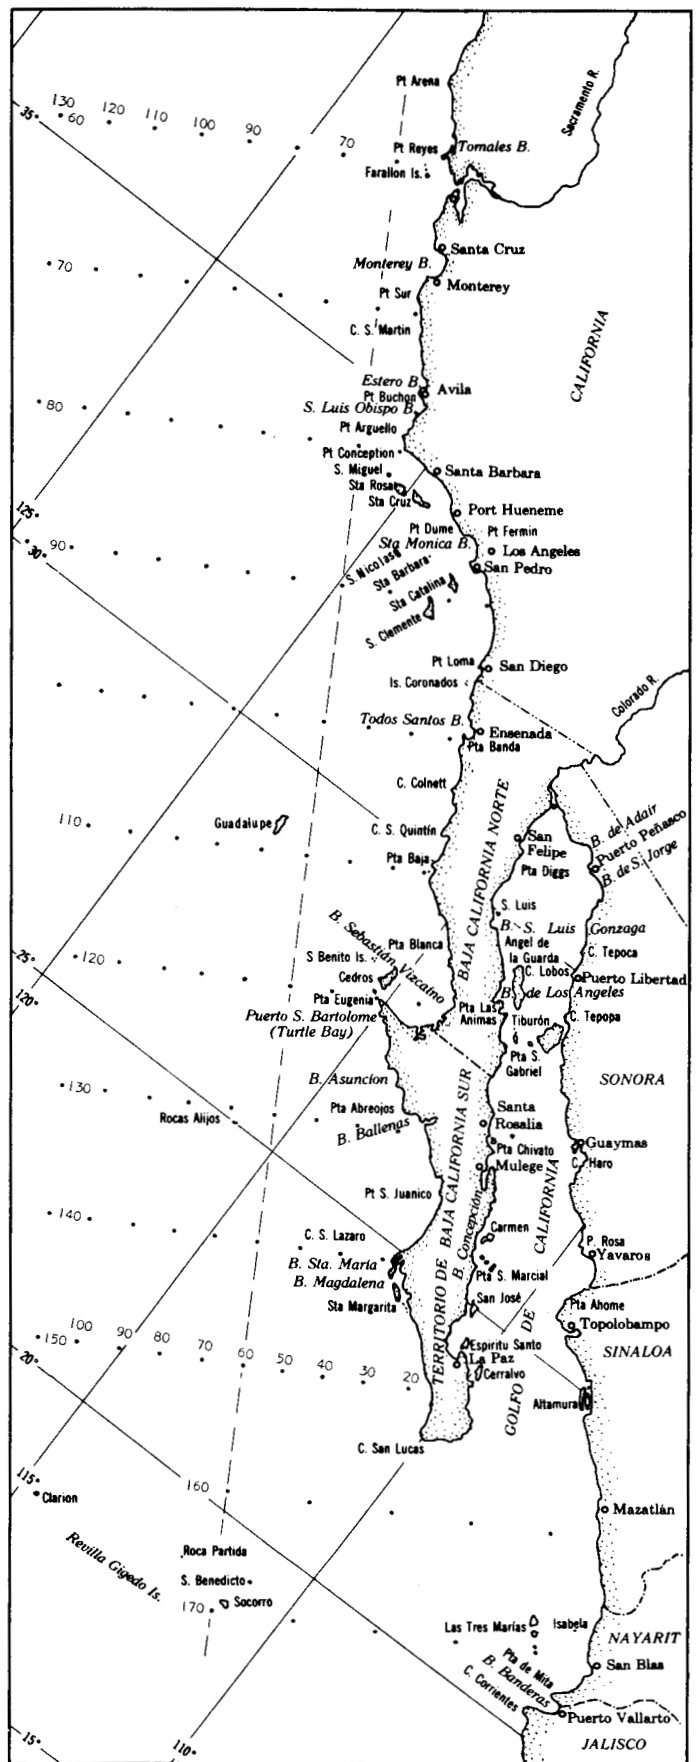 Pt Arena
Sacramento R.
35°
130 120 110 100 90 70
60
Pt Reyes
Tomales B.
Farallon Is.
Santa Cruz
Monterey B.
70
Monterey
Pt Sur
C. S. Martin
CALIFORNIA
Estero B.
Pt Buchon
Avila
80
S. Luis Obispo B.
Pt Arguello
Pt Conception
S. Miguel
Santa Barbara
Sta Rosa
Sta Cruz
125°
Port Hueneme
Pt Dume
Pt Fermin
30°
90
Sta Monica B.
Los Angeles
S. Nicolas
Sta Barbara
San Pedro
Sta Catalina
S. Clemente
Pt Loma
San Diego
Is. Coronados
Colorado R.
Todos Santos B.
Ensenada
Pta Banda
C. Colnett
BAJA CALIFORNIA NORTE
110
Guadalupe
C. S. Quintín
San
Felipe
B. de Adair
Puerto Peñasco
B. de S. Jorge
Pta Baja
Pta Diggs
S. Luis
B. S. Luis Gonzaga
B. Sebastián Vizcaíno
Pta Blanca
Angel de
la Guarda
C. Tepoca
25°
120
S Benito Is.
C. Lobos
Cedros
Puerto Libertad
Pta Eugenia
B. de Los Angeles
120°
Puerto S. Bartolome
(Turtle Bay)
Pta Las
Animas
Tiburón
C. Tepopa
Pta S.
Gabriel
B. Asuncion
SONORA
130
Pta Abreojos
Rocas Alijos
B. Ballenas
Santa
Rosalia
Pta Chivato
Guaymas
Mulege
C. Haro
TERRITORIO DE BAJA CALIFORNIA SUR
B. Concepción
GOLFO DE CALIFORNIA
Pt S. Juanico
140
Carmen
C. S. Lazaro
P. Rosa
Yavaros
B. Sta. María
B. Magdalena
Pta S. Marcial
Sta Margarita
San José
Pta Ahome
Topolobampo
150 100 90 80 70 60 50 40 30 20
20°
Espiritu Santo
La Paz
Cerralvo
SINALOA
Altamura
C. San Lucas
115°
160
Clarion
Mazatlán
Revilla Gigedo Is.
Roca Partida
S. Benedicto
Socorro
170
Las Tres Marías
Isabela
NAYARIT
Pta de Mita
San Blas
B. Banderas
C. Corrientes
Puerto Vallarto
15°
110°
JALISCO